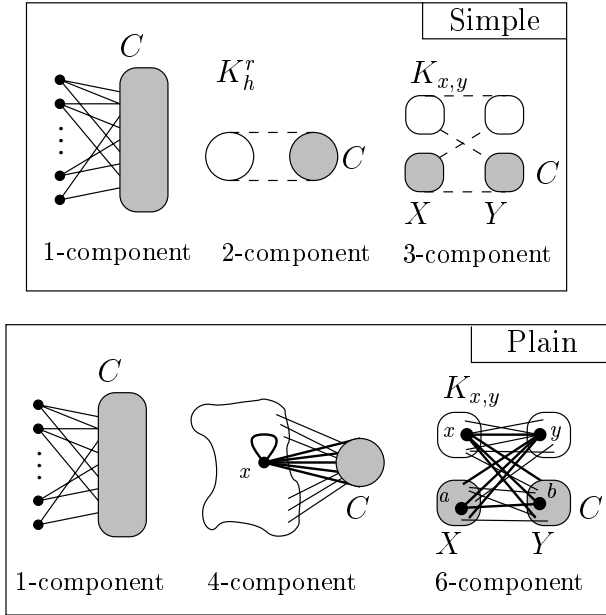 Simple
C
K_h^r
K_{x,y}
C
C
X Y
1-component 2-component 3-component
Plain
C
K_{x,y}
x y
x
a b
C
C
X Y
1-component 4-component 6-component